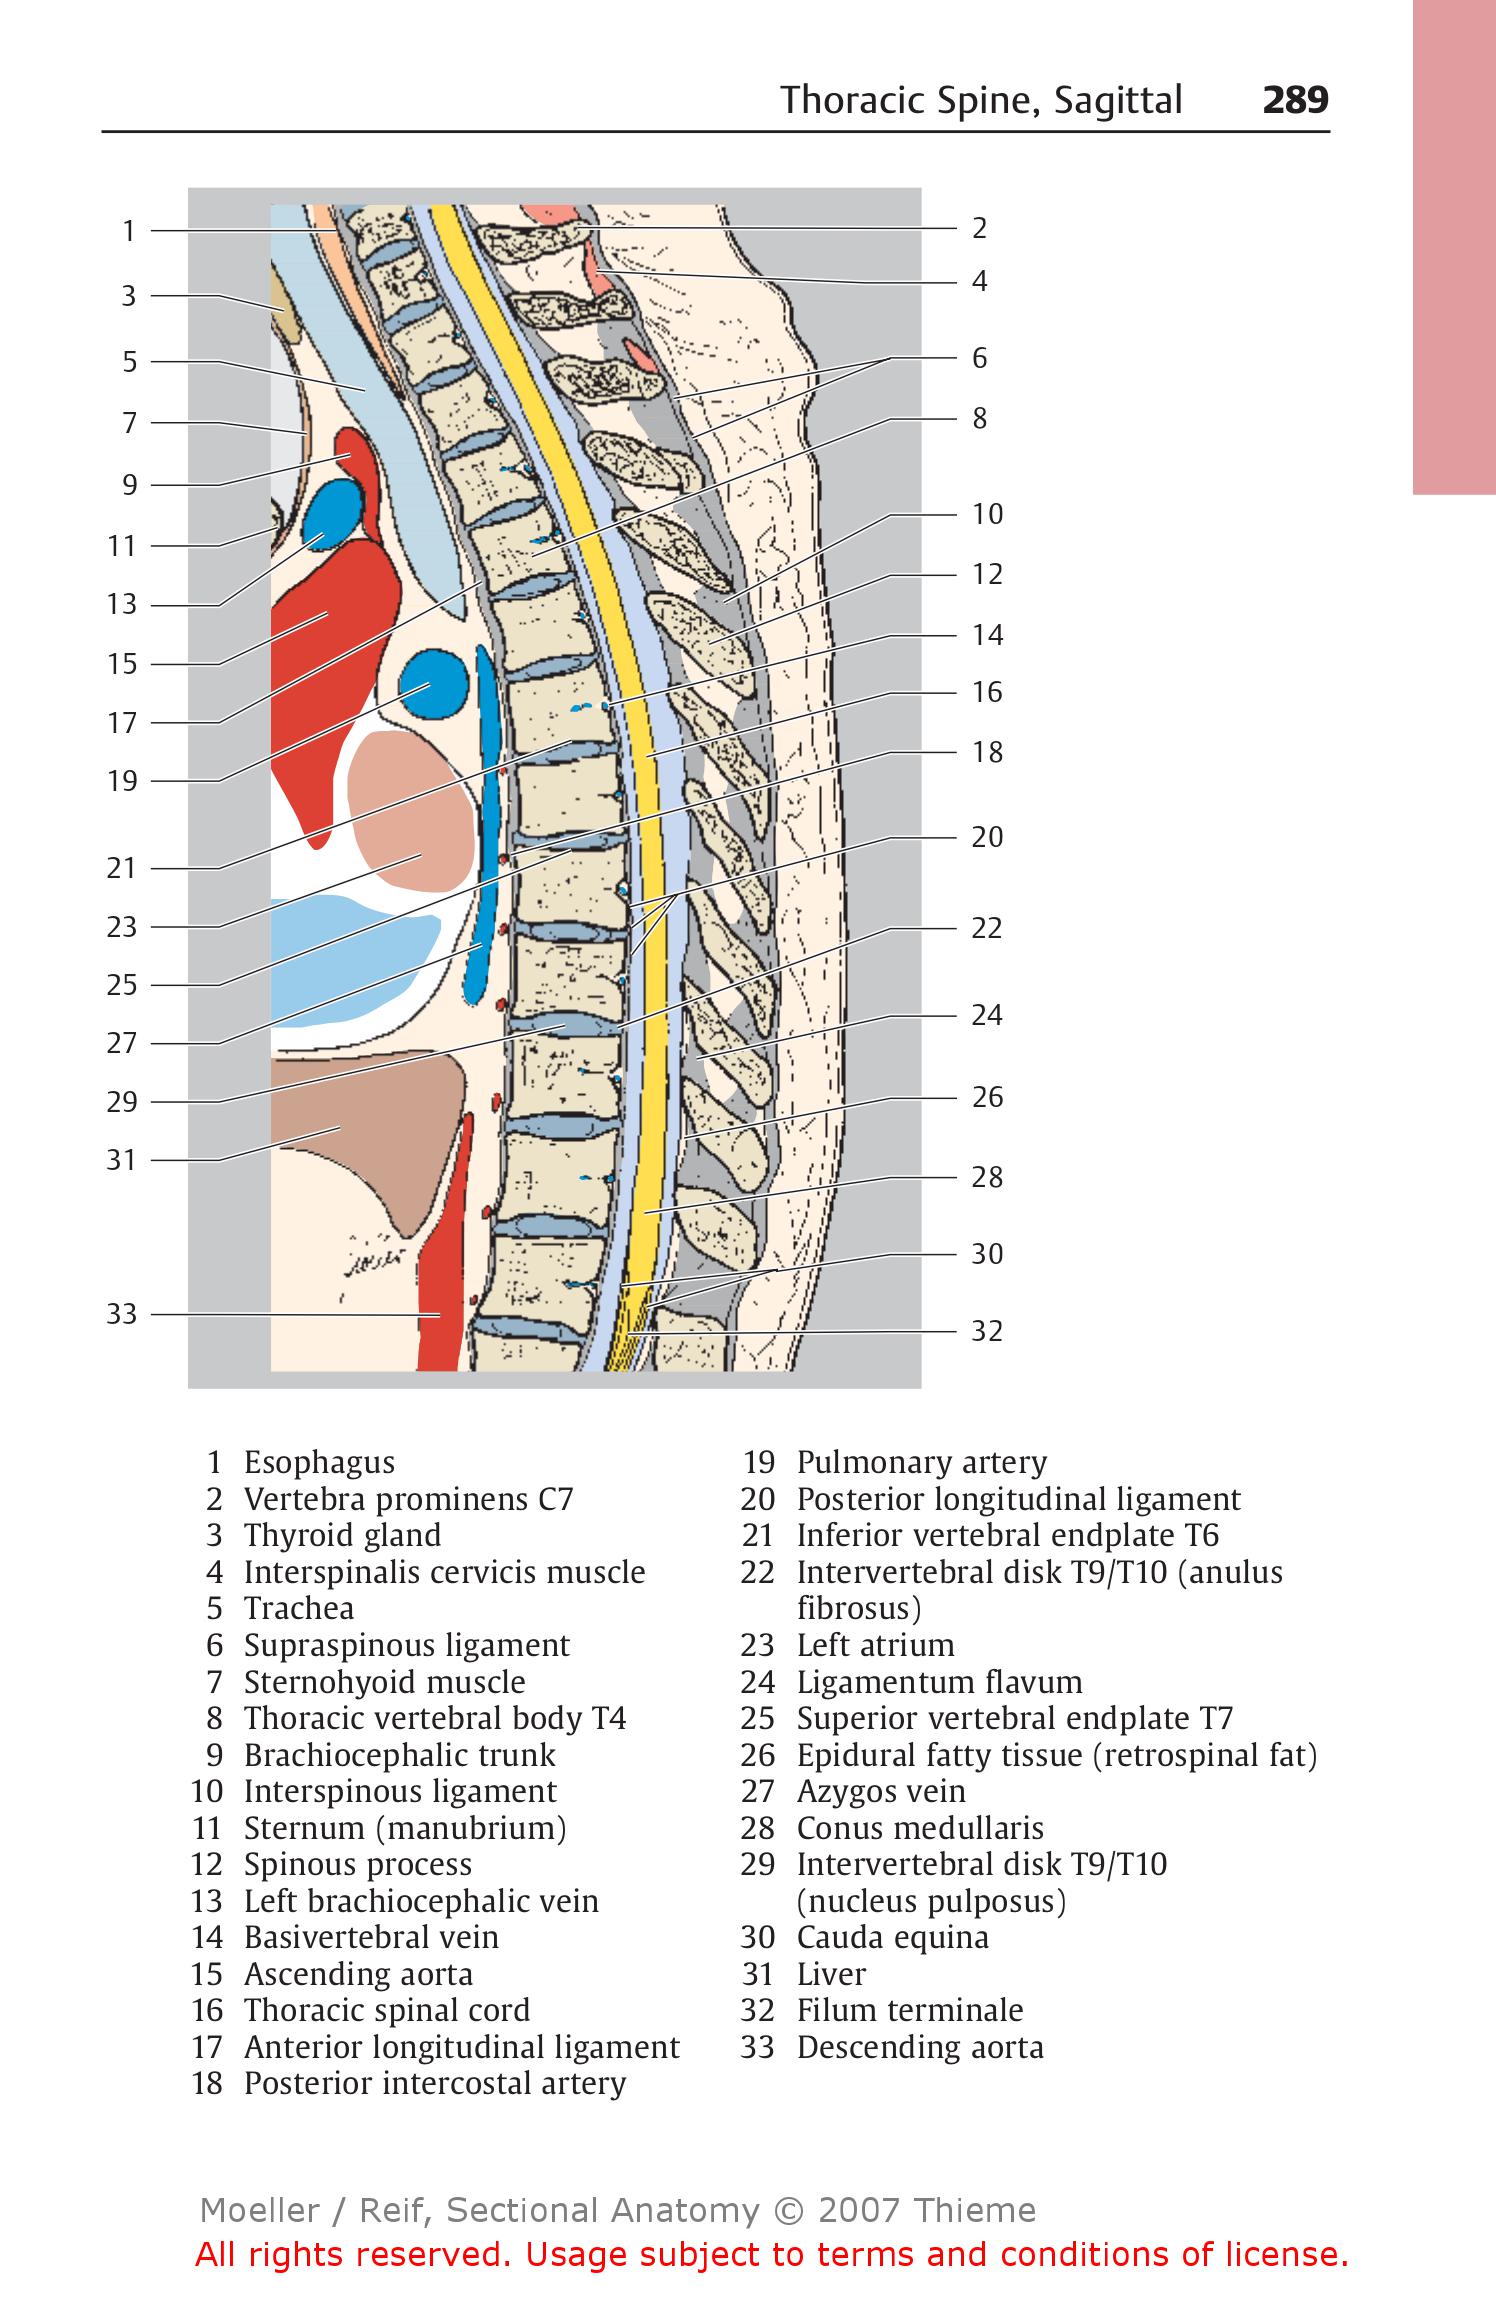 Thoracic Spine, Sagittal 289
1
2
3
4
5
6
7
8
9
10
11
12
13
14
15
16
17
18
19
20
21
22
23
24
25
26
27
28
29
30
31
32
33
1 Esophagus
2 Vertebra prominens C7
3 Thyroid gland
4 Interspinalis cervicis muscle
5 Trachea
6 Supraspinous ligament
7 Sternohyoid muscle
8 Thoracic vertebral body T4
9 Brachiocephalic trunk
10 Interspinous ligament
11 Sternum (manubrium)
12 Spinous process
13 Left brachiocephalic vein
14 Basivertebral vein
15 Ascending aorta
16 Thoracic spinal cord
17 Anterior longitudinal ligament
18 Posterior intercostal artery
19 Pulmonary artery
20 Posterior longitudinal ligament
21 Inferior vertebral endplate T6
22 Intervertebral disk T9/T10 (anulus
fibrosus)
23 Left atrium
24 Ligamentum flavum
25 Superior vertebral endplate T7
26 Epidural fatty tissue (retrospinal fat)
27 Azygos vein
28 Conus medullaris
29 Intervertebral disk T9/T10
(nucleus pulposus)
30 Cauda equina
31 Liver
32 Filum terminale
33 Descending aorta
Moeller / Reif, Sectional Anatomy © 2007 Thieme
All rights reserved. Usage subject to terms and conditions of license.